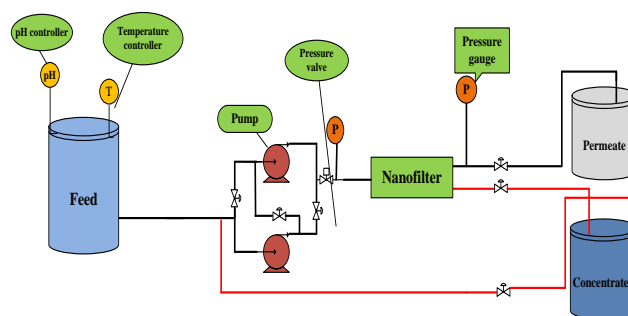 pH controller
Temperature
controller
pH
T
Feed
Pump
Pressure
valve
P
Pressure
gauge
P
Nanofilter
Permeate
Concentrate